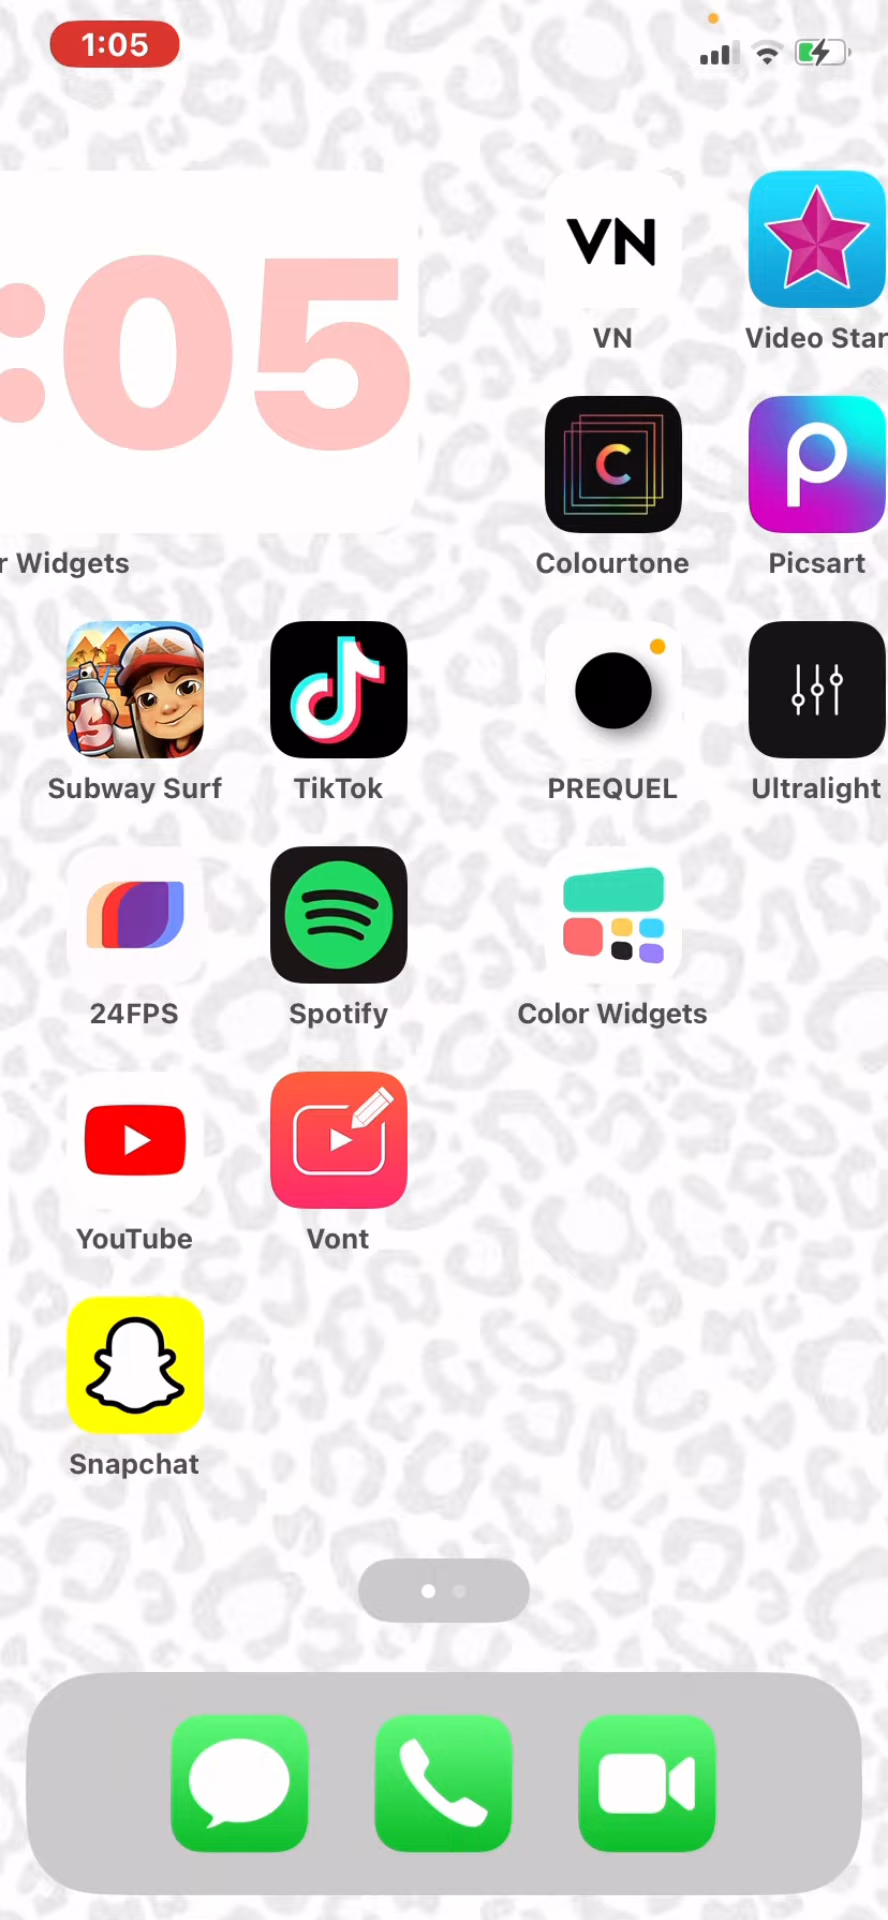 1:05
:05
VN
VN
Video Star
r Widgets
C
Colourtone
P
Picsart
Subway Surf
TikTok
PREQUEL
Ultralight
24FPS
Spotify
Color Widgets
YouTube
Vont
Snapchat